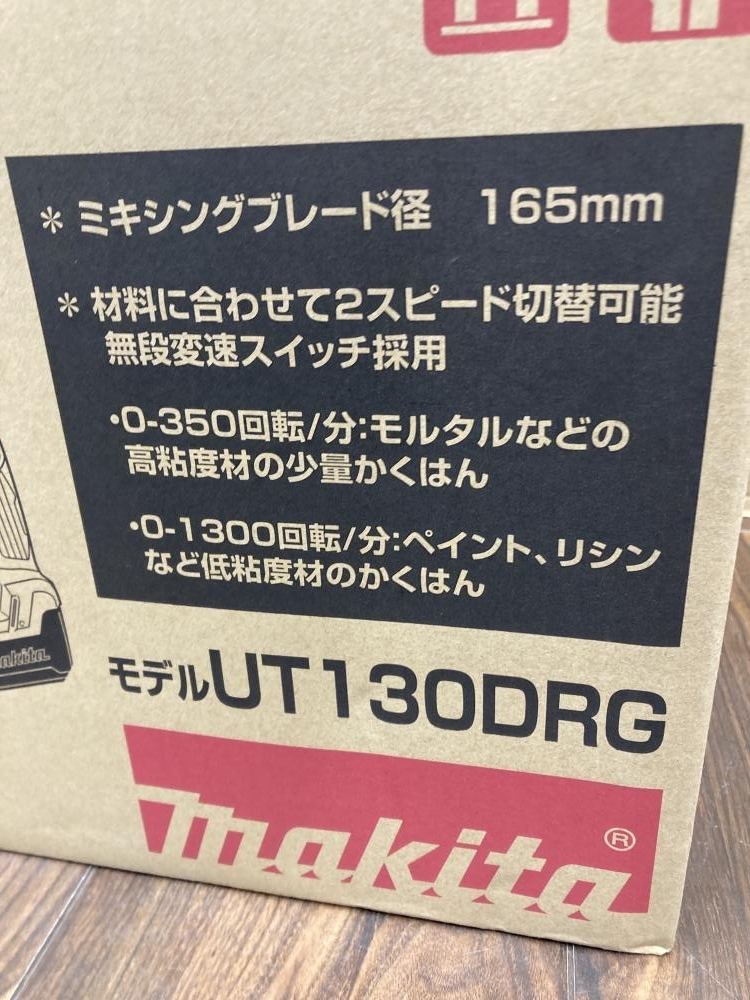 * ミキシングブレード径　165mm
* 材料に合わせて2スピード切替可能
無段変速スイッチ採用
・0-350回転/分:モルタルなどの
高粘度材の少量かくはん
・0-1300回転/分:ペイント、リシン
など低粘度材のかくはん
akita
モデルUT130DRG
makita®